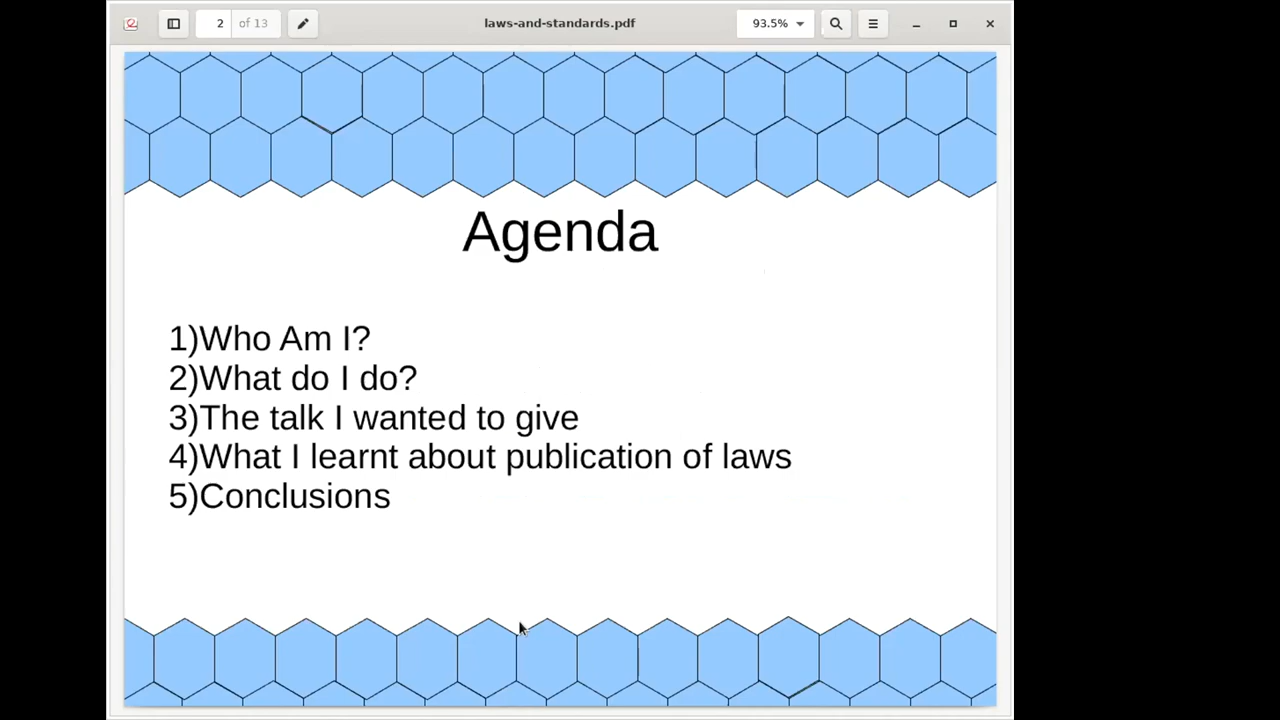 2 of 13 laws-and-standards.pdf 93.5%
Agenda
1)Who Am I?
2)What do I do?
3)The talk I wanted to give
4)What I learnt about publication of laws
5)Conclusions